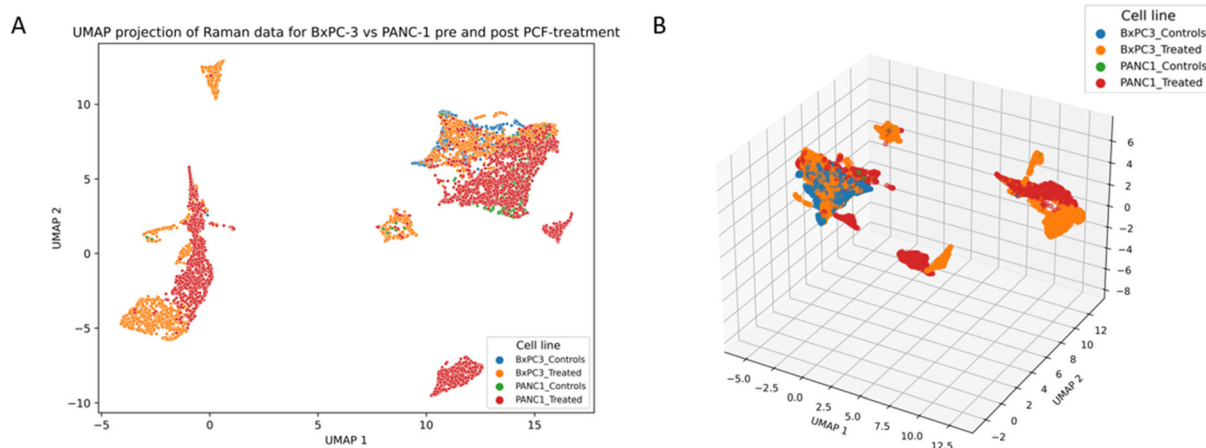 A
UMAP projection of Raman data for BxPC-3 vs PANC-1 pre and post PCF-treatment
10
5
0
−5
−10
UMAP 2
−5
0
5
10
15
UMAP 1
Cell line
BxPC3_Controls
BxPC3_Treated
PANC1_Controls
PANC1_Treated
B
Cell line
BxPC3_Controls
BxPC3_Treated
PANC1_Controls
PANC1_Treated
6
4
2
0
−2
−4
−6
−8
12
10
8
6
4
2
0
−2
UMAP 2
−5.0
−2.5
0.0
2.5
5.0
7.5
10.0
12.5
UMAP 1